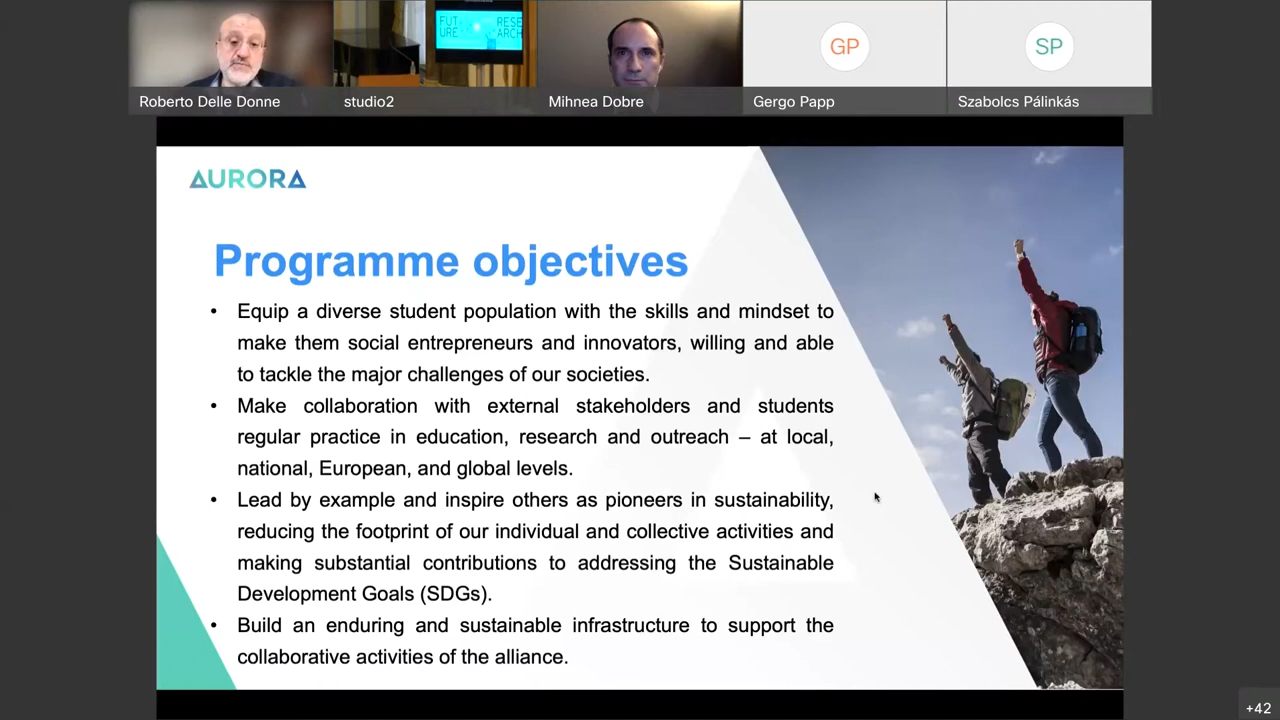 FUT
URE
RESE
ARCH
GP
SP
Roberto Delle Donne
studio2
Mihnea Dobre
Gergo Papp
Szabolcs Pálinkás
AURORA
Programme objectives
• Equip a diverse student population with the skills and mindset to
make them social entrepreneurs and innovators, willing and able
to tackle the major challenges of our societies.
• Make collaboration with external stakeholders and students
regular practice in education, research and outreach – at local,
national, European, and global levels.
• Lead by example and inspire others as pioneers in sustainability,
reducing the footprint of our individual and collective activities and
making substantial contributions to addressing the Sustainable
Development Goals (SDGs).
• Build an enduring and sustainable infrastructure to support the
collaborative activities of the alliance.
+42